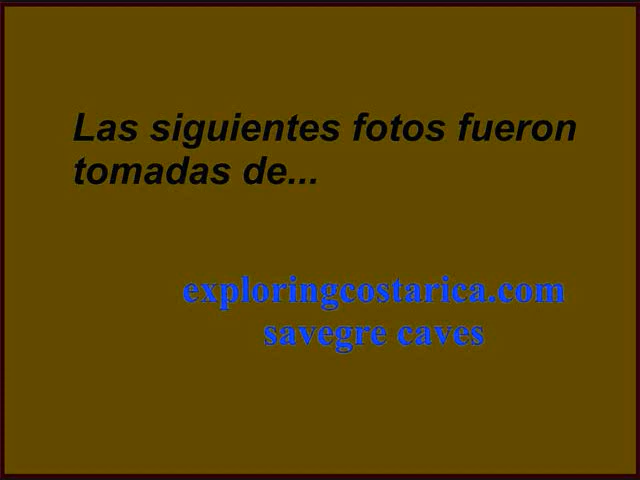 Las siguientes fotos fueron
tomadas de...
exploringcostarica.com
savegre caves